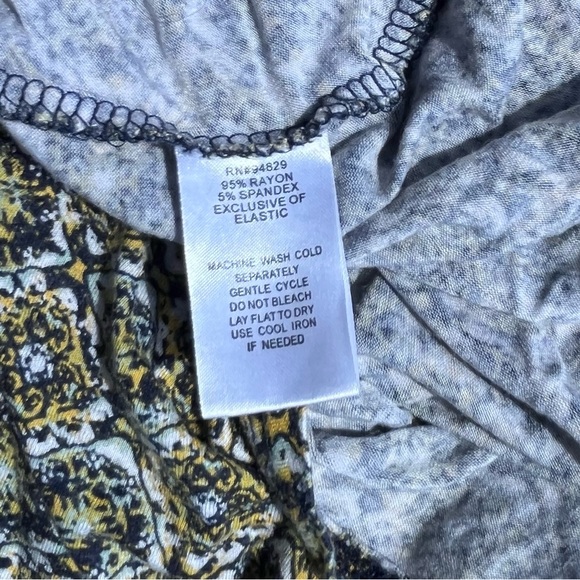 RN#94829
95% RAYON
5% SPANDEX
EXCLUSIVE OF
ELASTIC
MACHINE WASH COLD
SEPARATELY
GENTLE CYCLE
DO NOT BLEACH
LAY FLAT TO DRY
USE COOL IRON
IF NEEDED